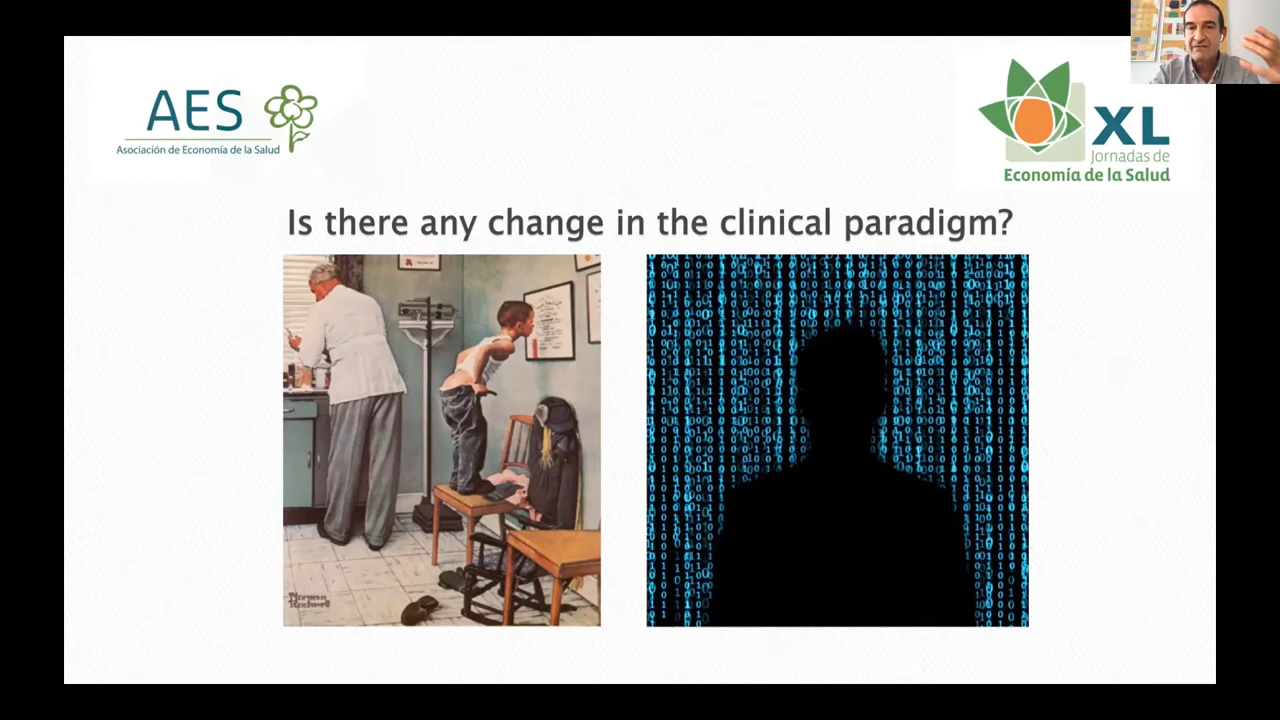 AES
Asociación de Economía de la Salud
XL
Jornadas de
Economía de la Salud
Is there any change in the clinical paradigm?
Norman
Rockwell